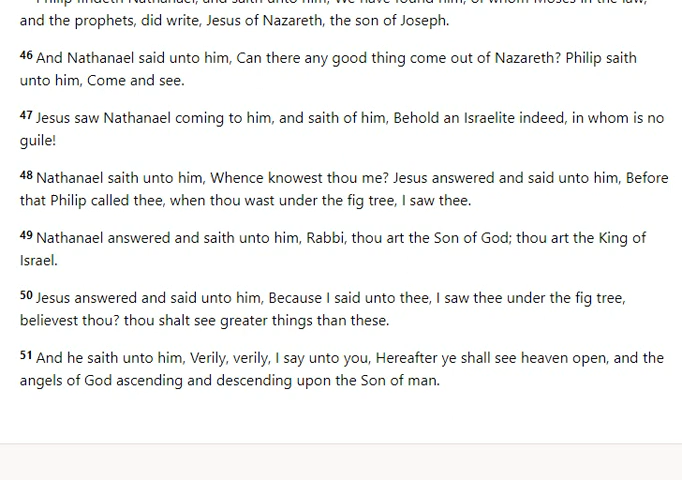 and the prophets, did write, Jesus of Nazareth, the son of Joseph.
46 And Nathanael said unto him, Can there any good thing come out of Nazareth? Philip saith
unto him, Come and see.
47 Jesus saw Nathanael coming to him, and saith of him, Behold an Israelite indeed, in whom is no
guile!
48 Nathanael saith unto him, Whence knowest thou me? Jesus answered and said unto him, Before
that Philip called thee, when thou wast under the fig tree, I saw thee.
49 Nathanael answered and saith unto him, Rabbi, thou art the Son of God; thou art the King of
Israel.
50 Jesus answered and said unto him, Because I said unto thee, I saw thee under the fig tree,
believest thou? thou shalt see greater things than these.
51 And he saith unto him, Verily, verily, I say unto you, Hereafter ye shall see heaven open, and the
angels of God ascending and descending upon the Son of man.